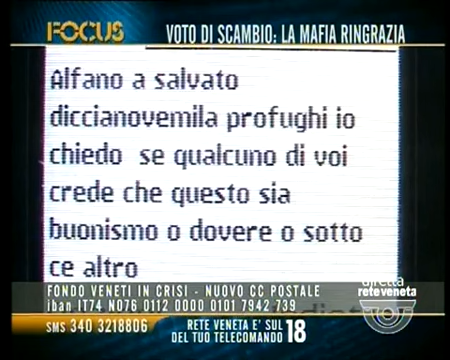 FOCUS
VOTO DI SCAMBIO: LA MAFIA RINGRAZIA
Alfano a salvato
diccianovemila profughi io
chiedo se qualcuno di voi
crede che questo sia
buonismo o dovere o sotto
ce altro
FONDO VENETI IN CRISI - NUOVO CC POSTALE
iban IT74 N076 0112 0000 0101 7942 739
diretta
reteveneta
SMS 340 3218806
RETE VENETA E' SUL 18
DEL TUO TELECOMANDO